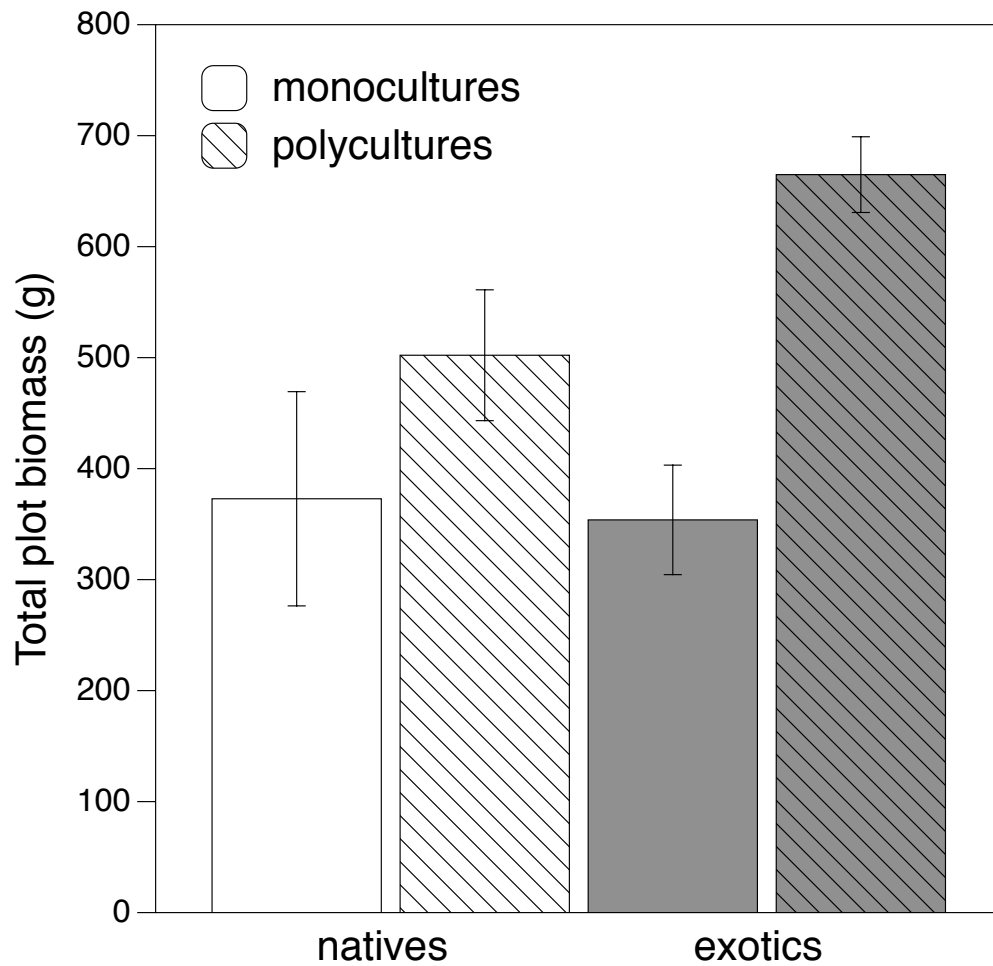 800
700
600
500
400
300
200
100
0
Total plot biomass (g)
monocultures
polycultures
natives
exotics